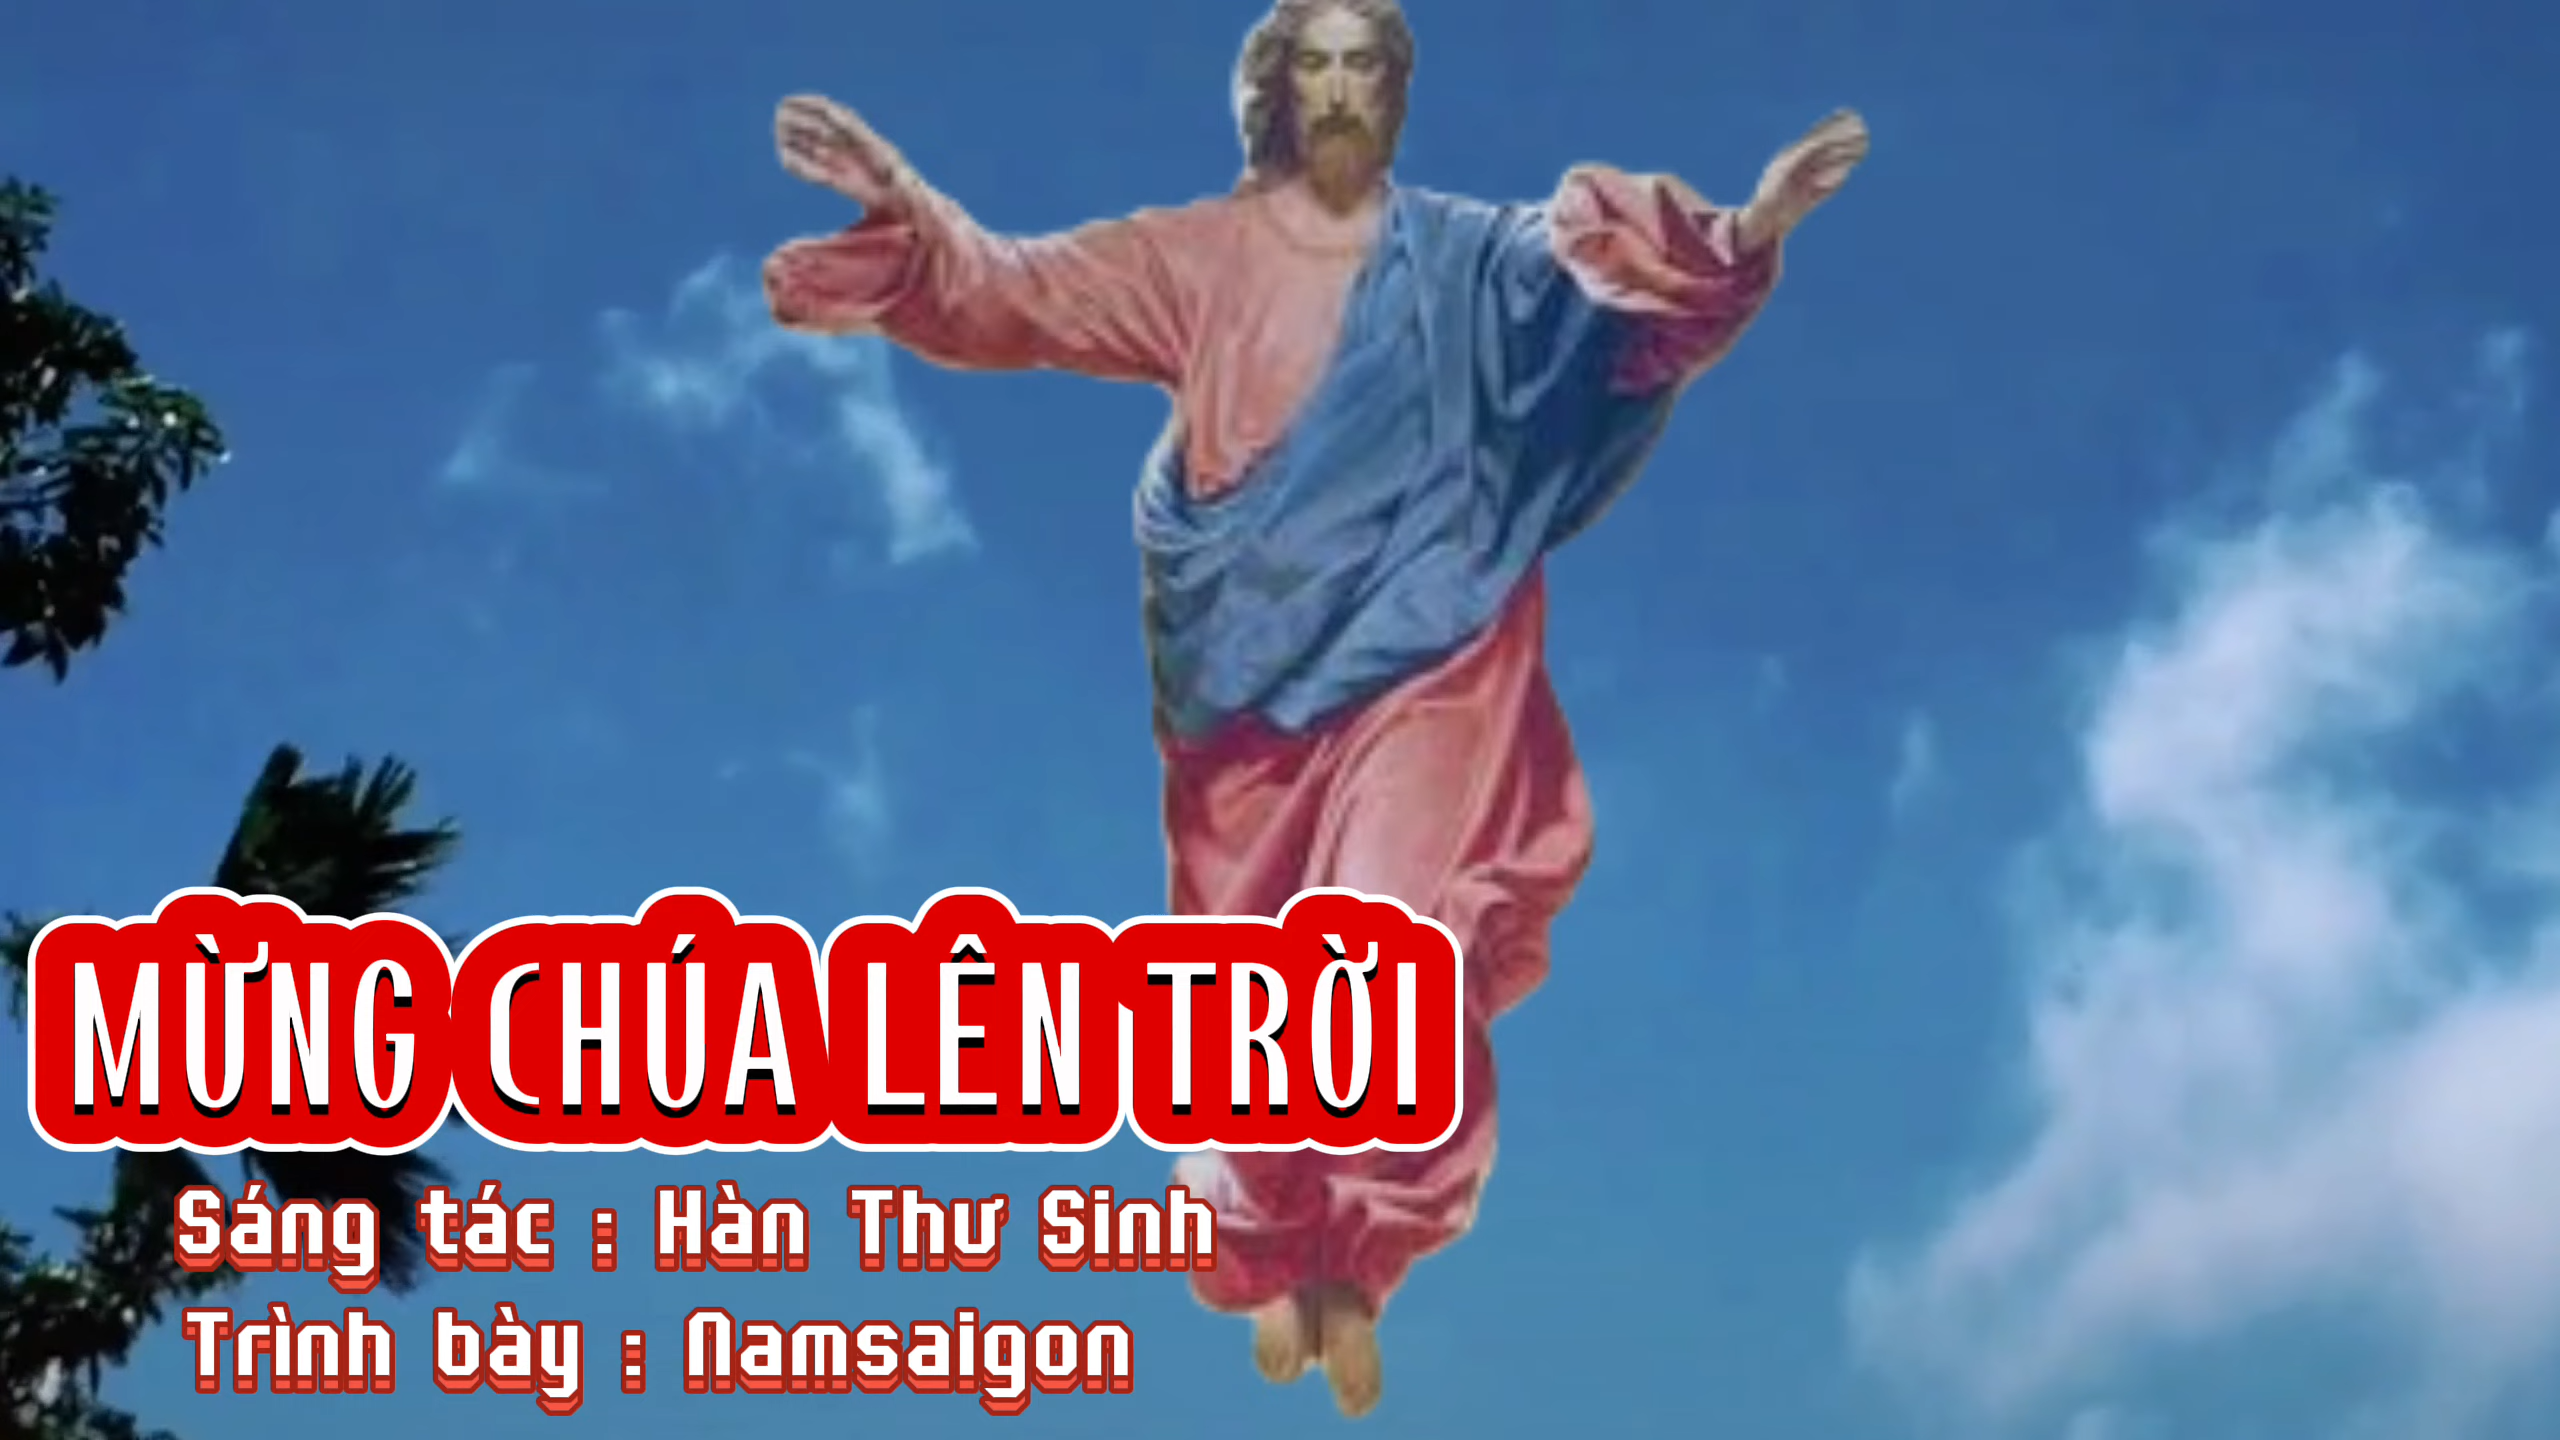 MỪNG CHÚA LÊN TRỜI
Sáng tác : Hàn Thư Sinh
Trình bày : Namsaigon